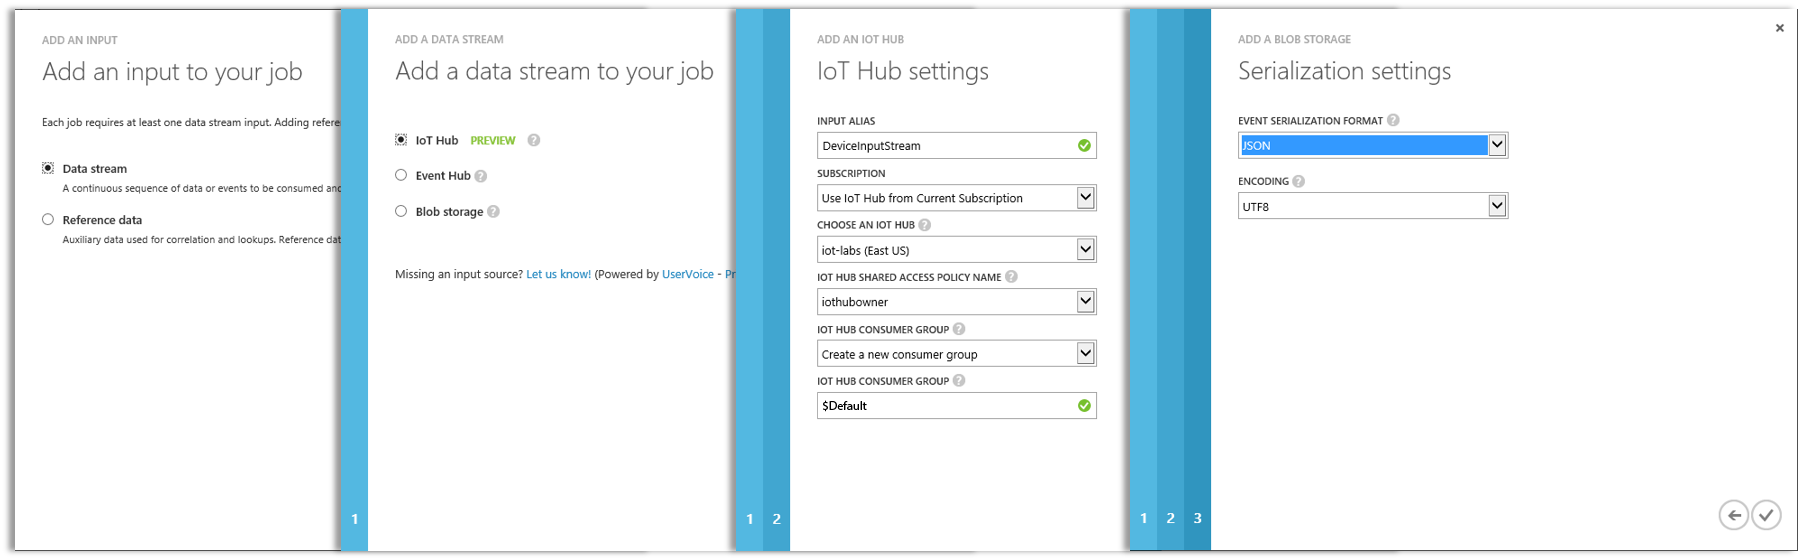 ADD AN INPUT
Add an input to your job
Each job requires at least one data stream input. Adding refere
Data stream
A continuous sequence of data or events to be consumed and
Reference data
Auxiliary data used for correlation and lookups. Reference dat
1
ADD A DATA STREAM
Add a data stream to your job
IoT Hub PREVIEW ?
Event Hub ?
Blob storage ?
Missing an input source? Let us know! (Powered by UserVoice - Pr
1 2
ADD AN IOT HUB
IoT Hub settings
INPUT ALIAS
DeviceInputStream
SUBSCRIPTION
Use IoT Hub from Current Subscription
CHOOSE AN IOT HUB ?
iot-labs (East US)
IOT HUB SHARED ACCESS POLICY NAME ?
iothubowner
IOT HUB CONSUMER GROUP ?
Create a new consumer group
IOT HUB CONSUMER GROUP ?
$Default
1 2 3
ADD A BLOB STORAGE
Serialization settings
EVENT SERIALIZATION FORMAT ?
JSON
ENCODING ?
UTF8